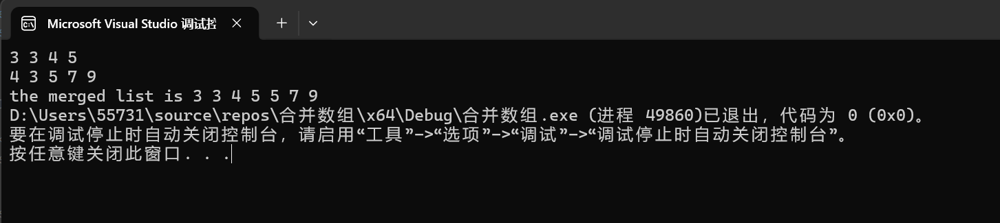 Microsoft Visual Studio 调试控
3 3 4 5
4 3 5 7 9
the merged list is 3 3 4 5 5 7 9
D:\Users\55731\source\repos\合并数组\x64\Debug\合并数组.exe (进程 49860)已退出，代码为 0 (0x0)。
要在调试停止时自动关闭控制台，请启用“工具”->“选项”->“调试”->“调试停止时自动关闭控制台”。
按任意键关闭此窗口. . .